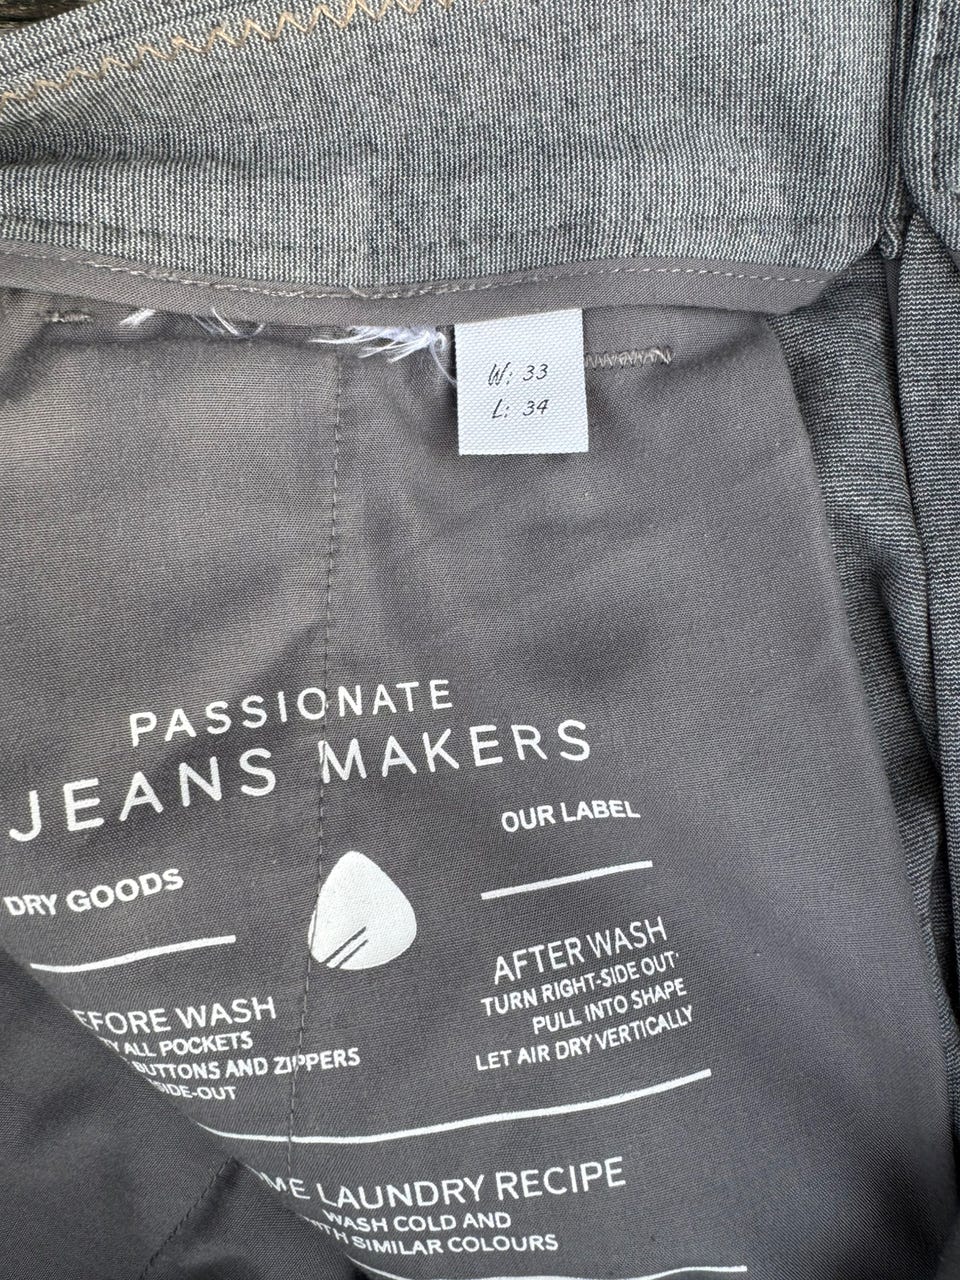 W: 33
L: 34
PASSIONATE
JEANS MAKERS
DRY GOODS
OUR LABEL
EFORE WASH
Y ALL POCKETS
BUTTONS AND ZIPPERS
SIDE-OUT
AFTER WASH
TURN RIGHT-SIDE OUT
PULL INTO SHAPE
LET AIR DRY VERTICALLY
ME LAUNDRY RECIPE
WASH COLD AND
TH SIMILAR COLOURS